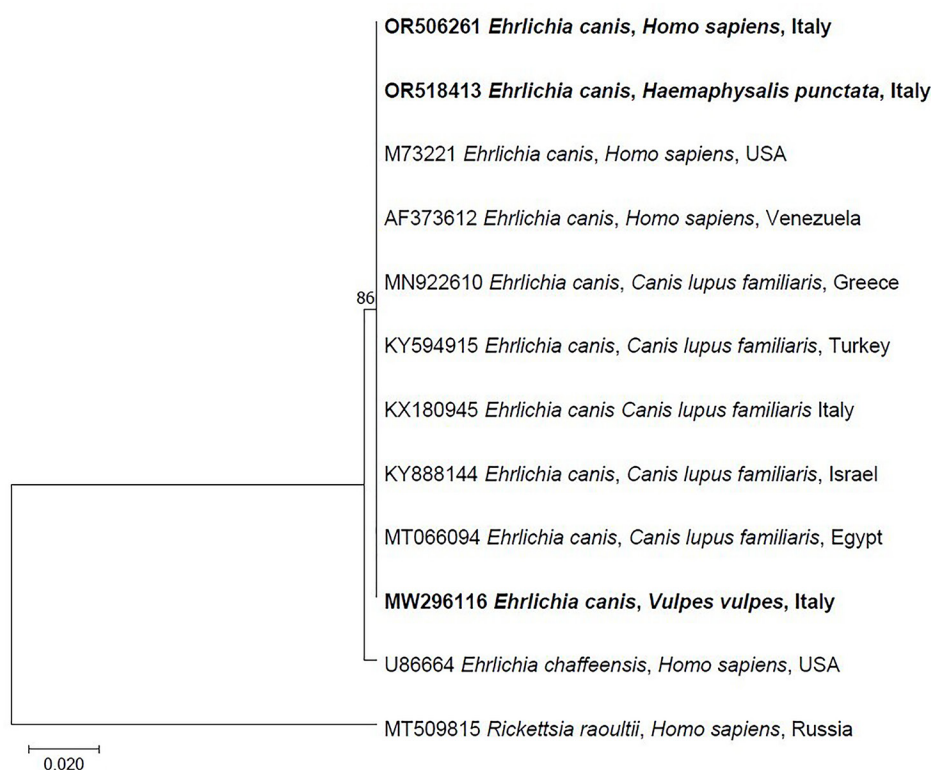 OR506261 Ehrlichia canis, Homo sapiens, Italy
OR518413 Ehrlichia canis, Haemaphysalis punctata, Italy
M73221 Ehrlichia canis, Homo sapiens, USA
AF373612 Ehrlichia canis, Homo sapiens, Venezuela
MN922610 Ehrlichia canis, Canis lupus familiaris, Greece
86
KY594915 Ehrlichia canis, Canis lupus familiaris, Turkey
KX180945 Ehrlichia canis Canis lupus familiaris Italy
KY888144 Ehrlichia canis, Canis lupus familiaris, Israel
MT066094 Ehrlichia canis, Canis lupus familiaris, Egypt
MW296116 Ehrlichia canis, Vulpes vulpes, Italy
U86664 Ehrlichia chaffeensis, Homo sapiens, USA
MT509815 Rickettsia raoultii, Homo sapiens, Russia
0.020